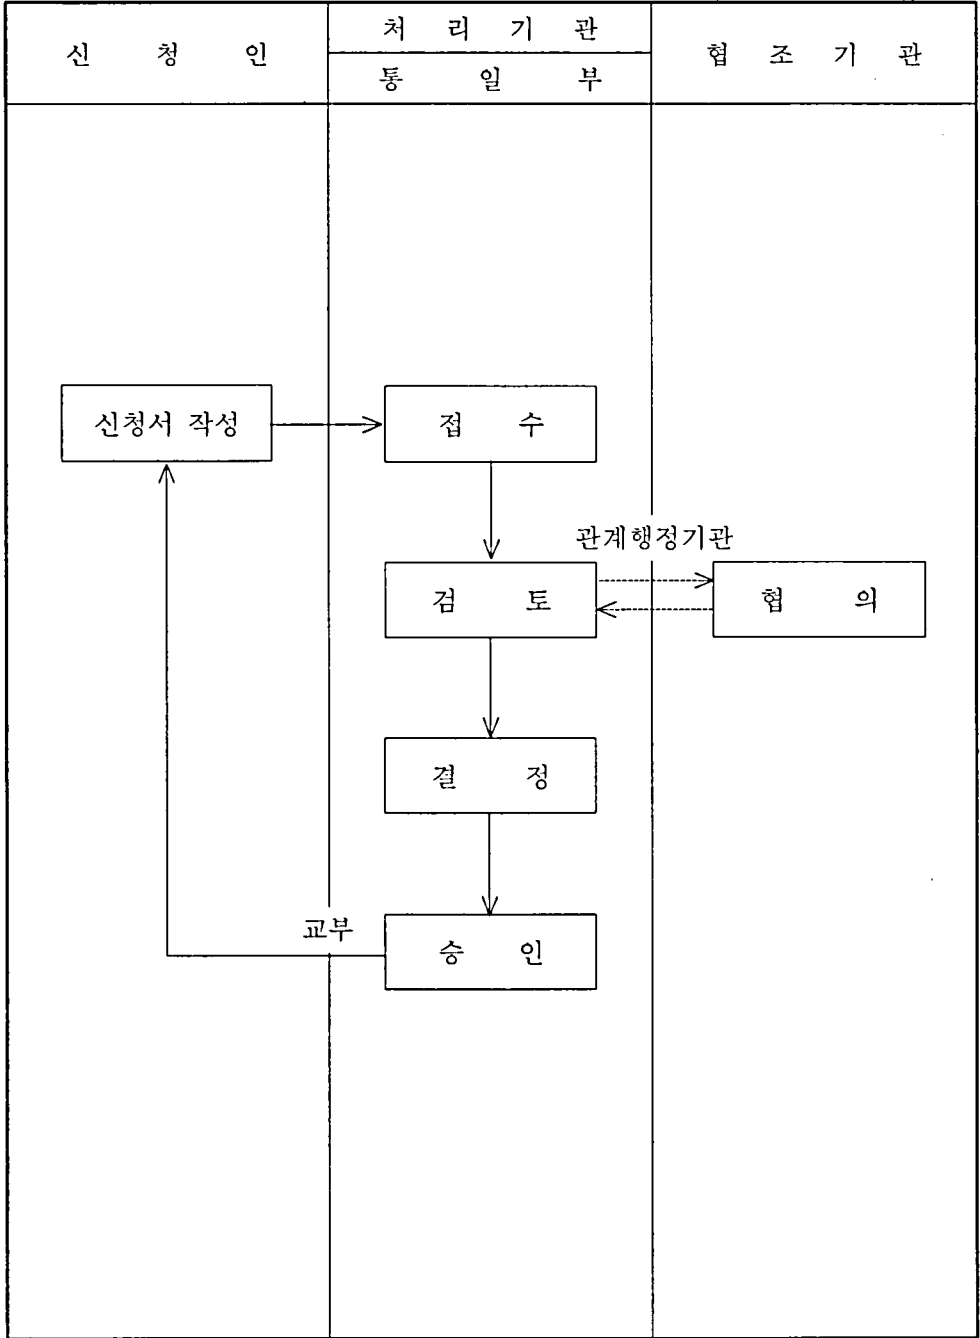 신 청 인
처 리 기 관
통 일 부
협 조 기 관
신청서 작성
접 수
관계행정기관
검 토
협 의
결 정
교부
승 인